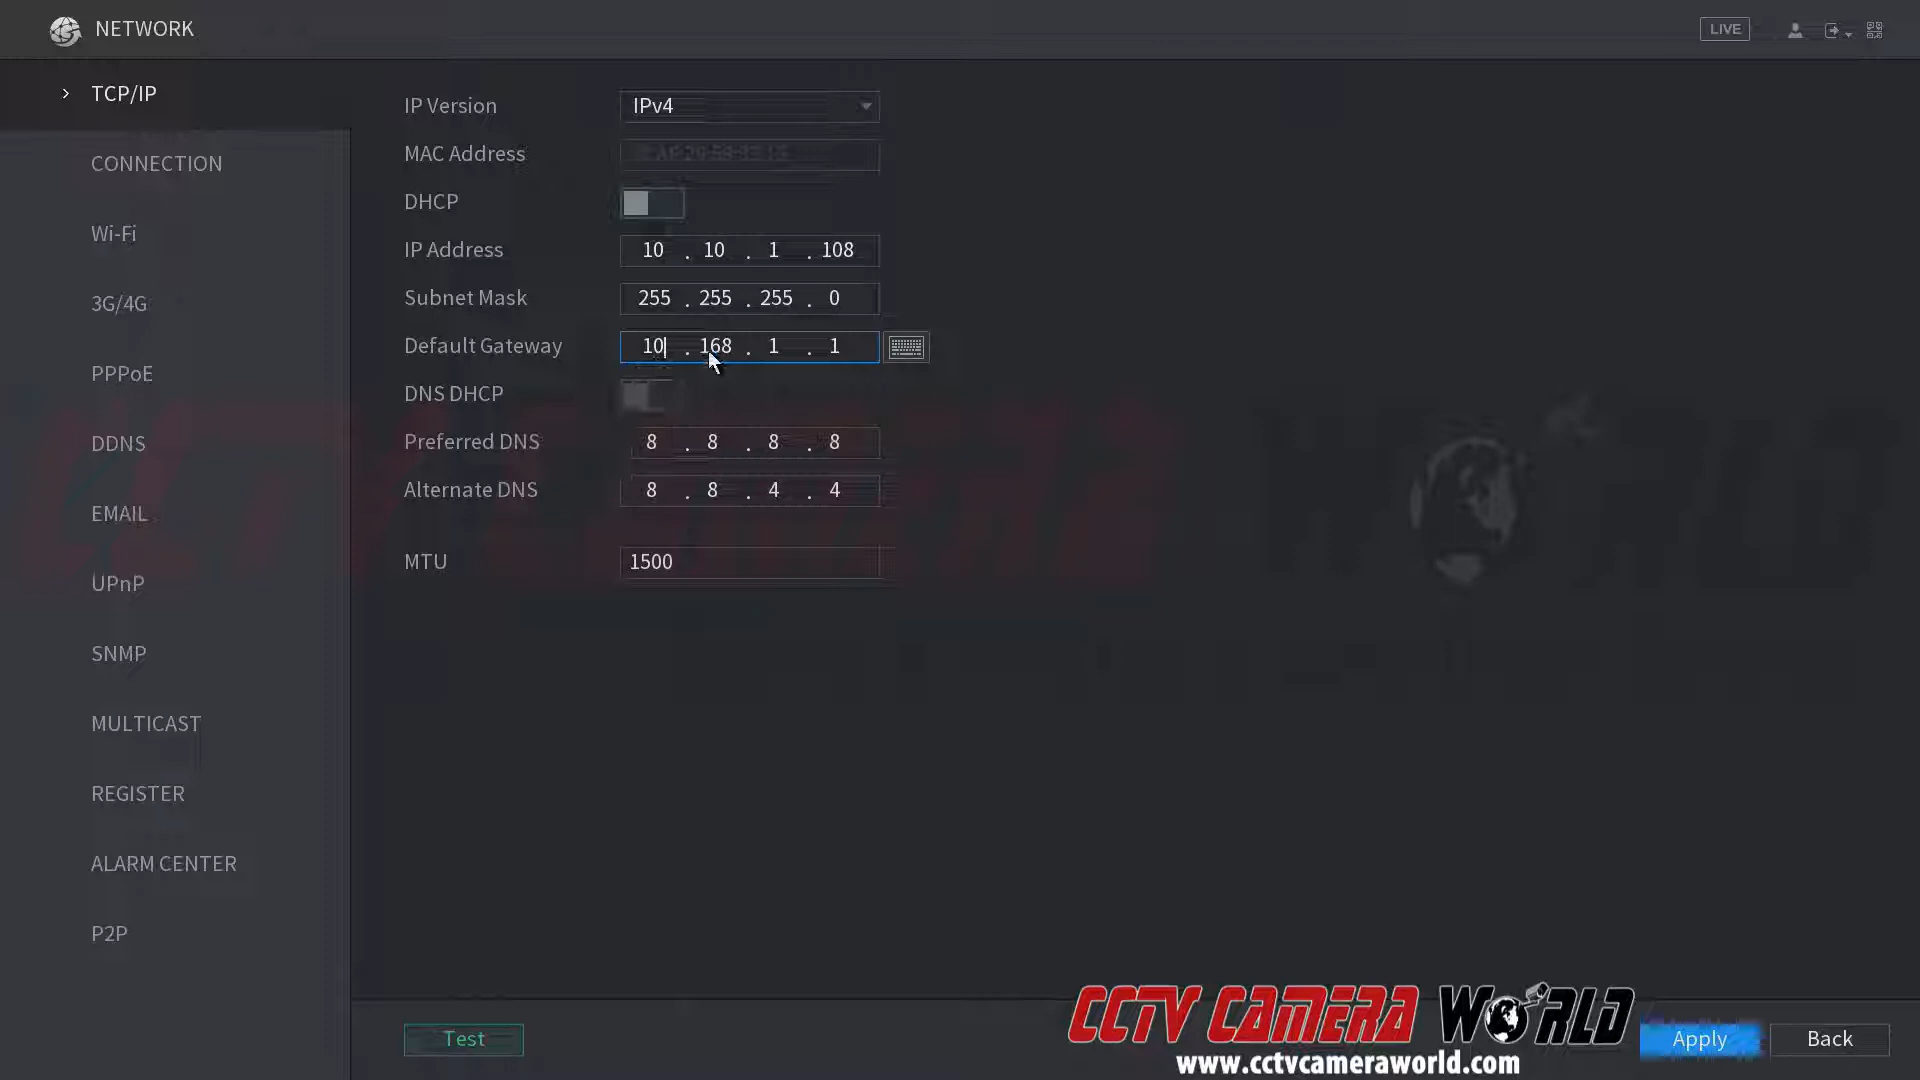 NETWORK
LIVE
TCP/IP
CONNECTION
Wi-Fi
3G/4G
PPPoE
DDNS
EMAIL
UPnP
SNMP
MULTICAST
REGISTER
ALARM CENTER
P2P
IP Version IPv4
MAC Address
DHCP
IP Address 10 . 10 . 1 . 108
Subnet Mask 255 . 255 . 255 . 0
Default Gateway 10 . 168 . 1 . 1
DNS DHCP
Preferred DNS 8 . 8 . 8 . 8
Alternate DNS 8 . 8 . 4 . 4
MTU 1500
Test
CCTV CAMERA WORLD
www.cctvcameraworld.com
Apply
Back